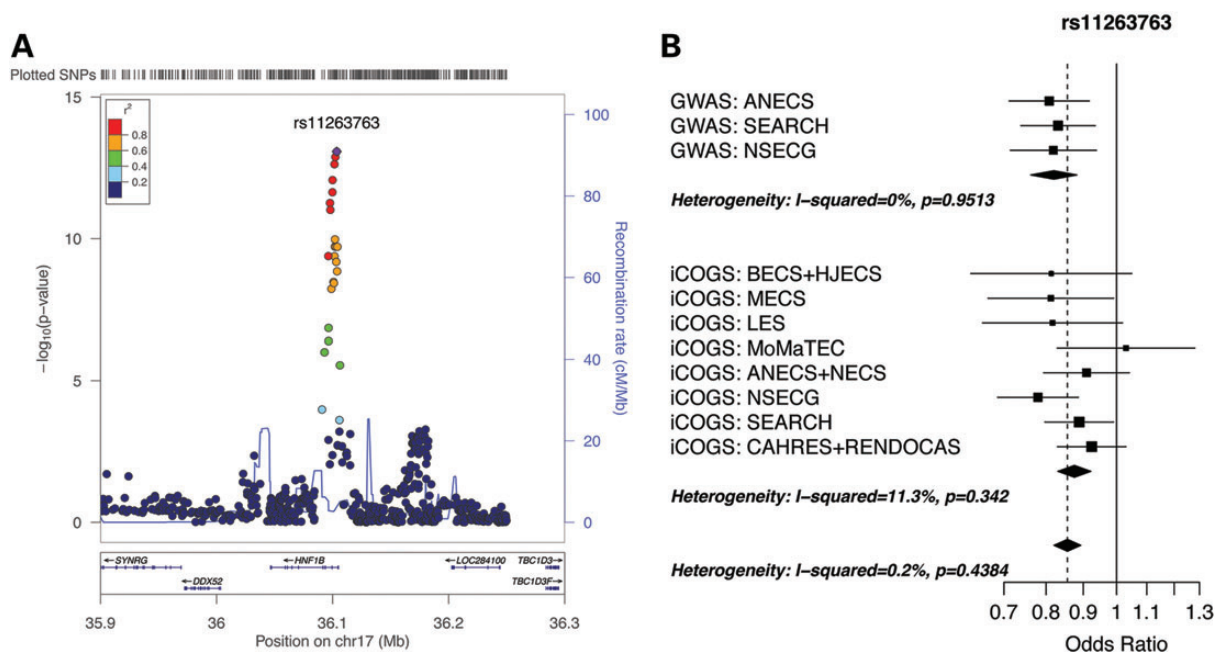 A
Plotted SNPs
15
10
5
0
−log10(p−value)
r²
0.8
0.6
0.4
0.2
rs11263763
100
80
60
40
20
0
Recombination rate (cM/Mb)
SYNRG
HNF1B
LOC284100
TBC1D3
DDX52
TBC1D3F
35.9
36
36.1
36.2
36.3
Position on chr17 (Mb)
B
rs11263763
GWAS: ANECS
GWAS: SEARCH
GWAS: NSECG
Heterogeneity: I−squared=0%, p=0.9513
iCOGS: BECS+HJECS
iCOGS: MECS
iCOGS: LES
iCOGS: MoMaTEC
iCOGS: ANECS+NECS
iCOGS: NSECG
iCOGS: SEARCH
iCOGS: CAHRES+RENDOCAS
Heterogeneity: I−squared=11.3%, p=0.342
Heterogeneity: I−squared=0.2%, p=0.4384
0.7
0.8
0.9
1
1.1
1.3
Odds Ratio